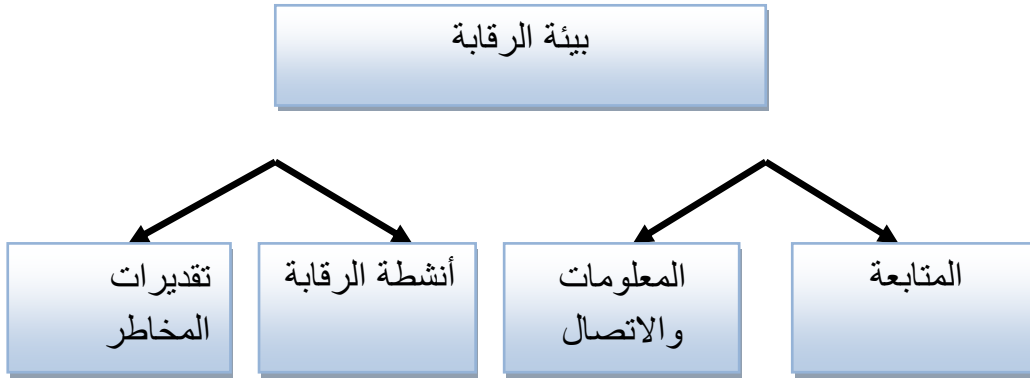 بيئة الرقابة
المتابعة
المعلومات
والاتصال
أنشطة الرقابة
تقديرات
المخاطر